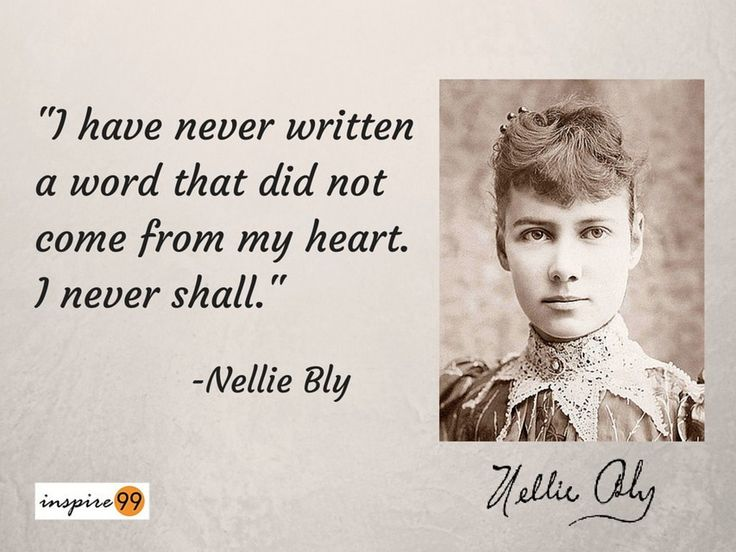 "I have never written
a word that did not
come from my heart.
I never shall."
-Nellie Bly
Nellie Bly
inspire99